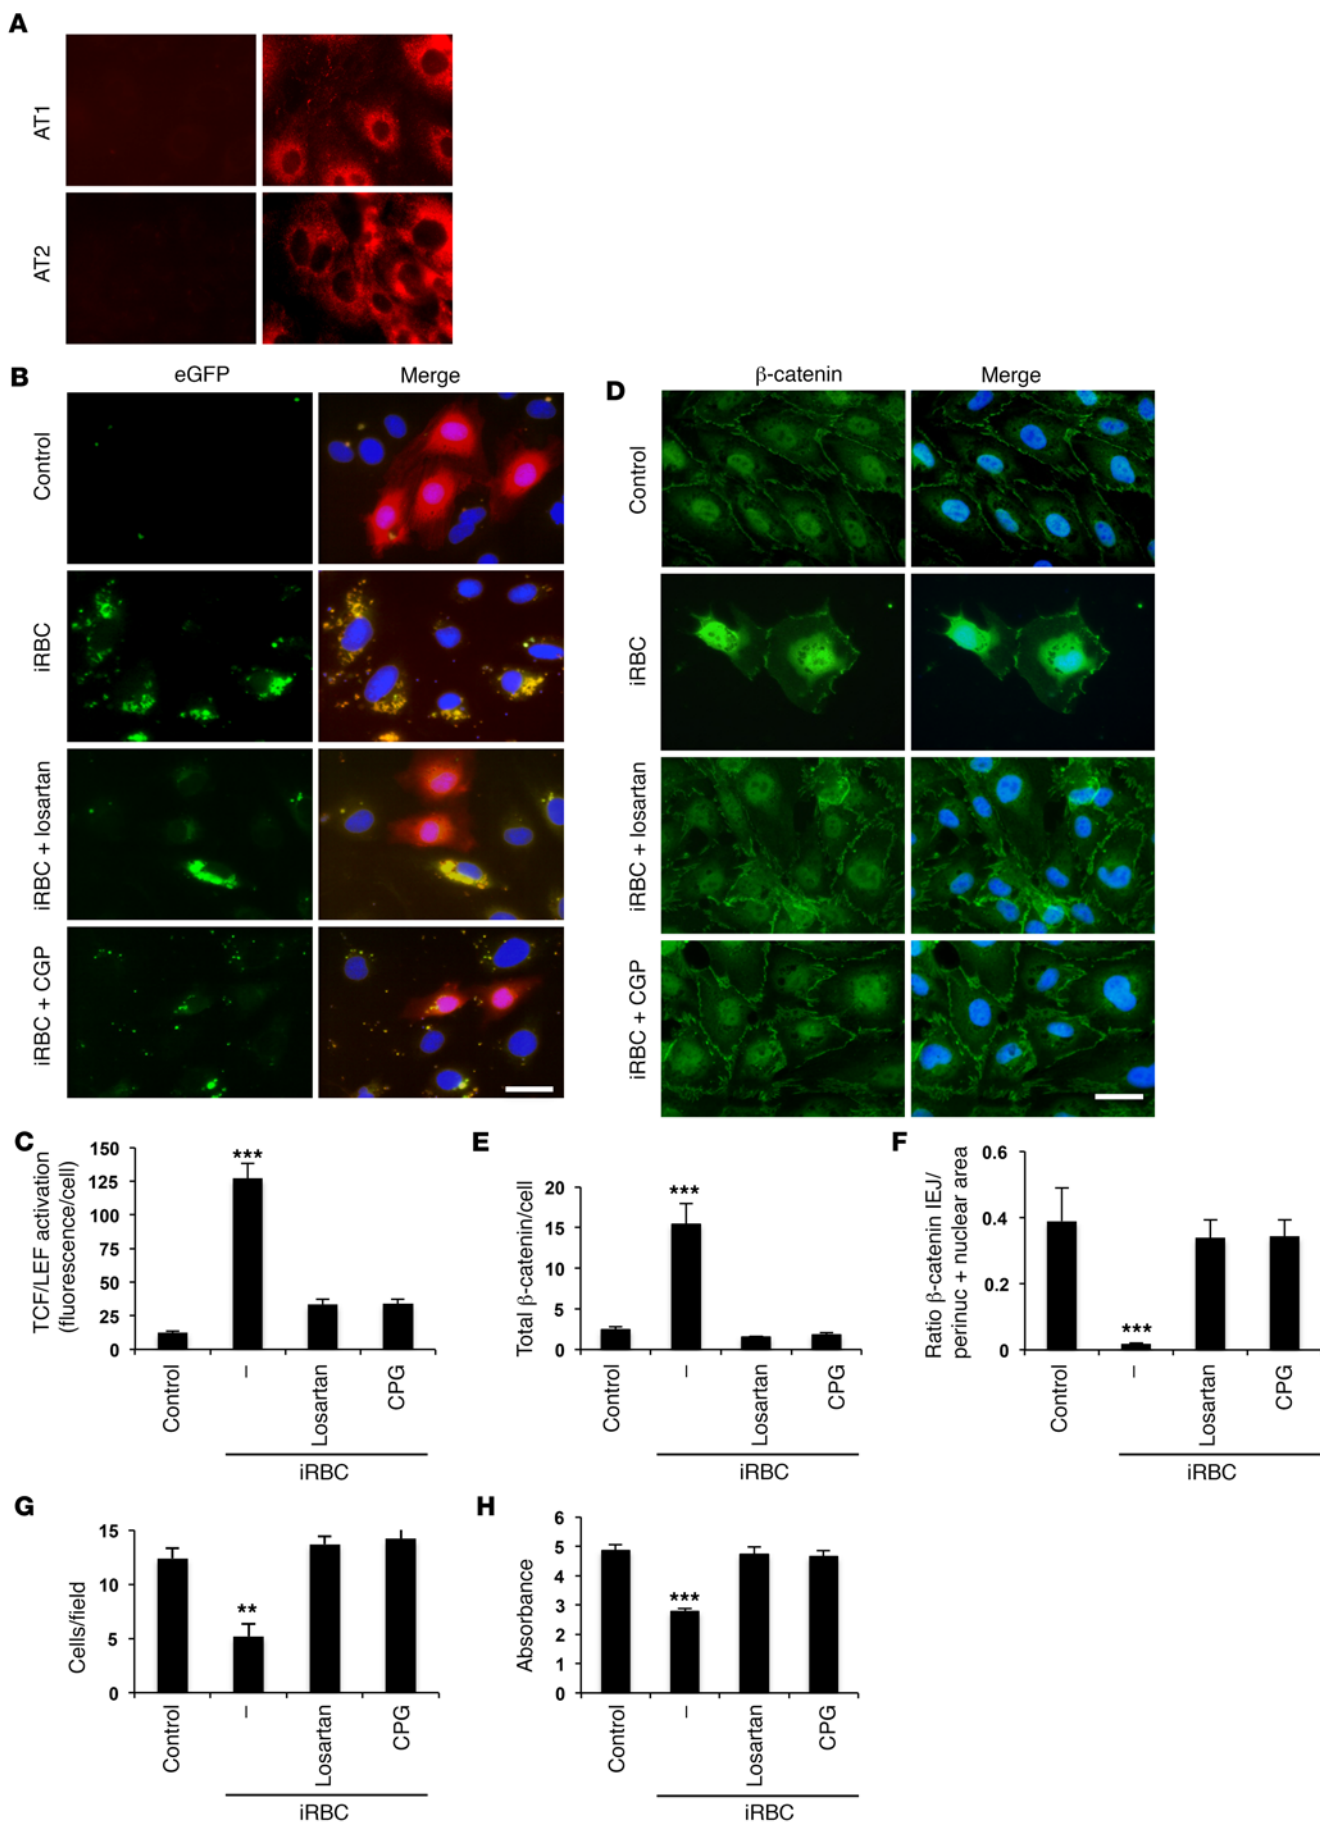 A
AT1
AT2
B
eGFP
Merge
Control
iRBC
iRBC + losartan
iRBC + CGP
D
β-catenin
Merge
Control
iRBC
iRBC + losartan
iRBC + CGP
C
TCF/LEF activation
(fluorescence/cell)
150
125
100
75
50
25
0
***
Control
–
Losartan
CPG
iRBC
E
Total β-catenin/cell
20
15
10
5
0
***
Control
–
Losartan
CPG
iRBC
F
Ratio β-catenin IEJ/
perinuc + nuclear area
0.6
0.4
0.2
0
***
Control
–
Losartan
CPG
iRBC
G
Cells/field
15
10
5
0
**
Control
–
Losartan
CPG
iRBC
H
Absorbance
6
5
4
3
2
1
0
***
Control
–
Losartan
CPG
iRBC